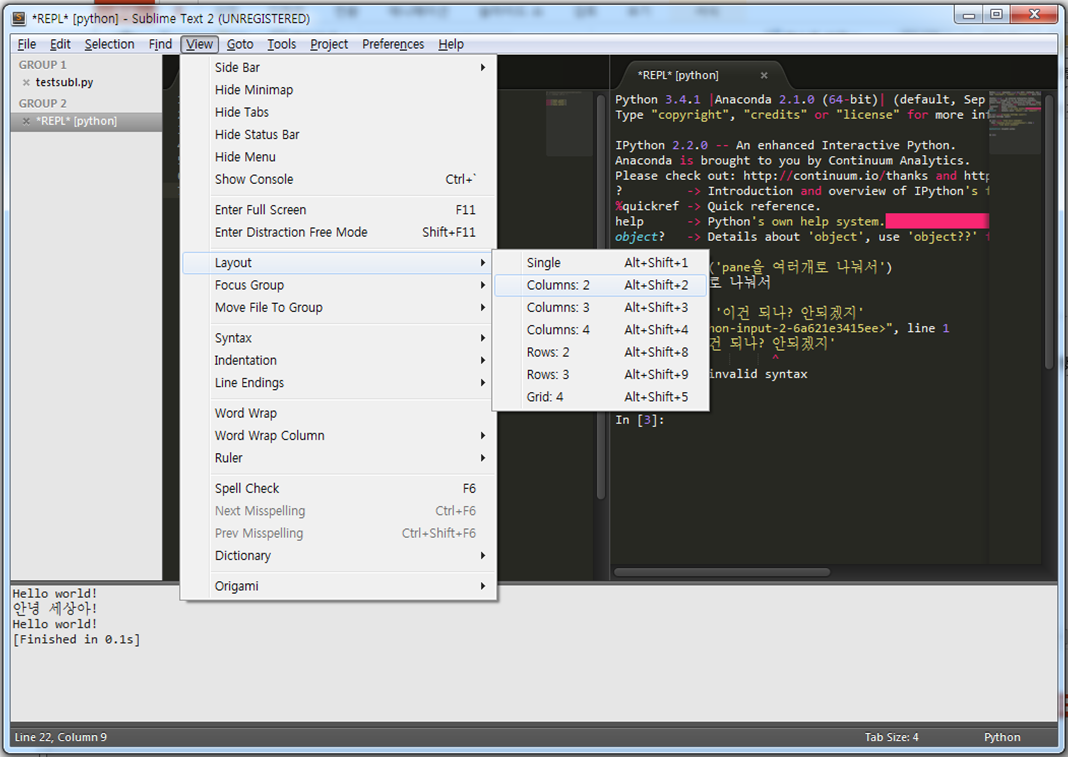 *REPL* [python] - Sublime Text 2 (UNREGISTERED)
File Edit Selection Find View Goto Tools Project Preferences Help
GROUP 1
testsubl.py
GROUP 2
*REPL* [python]
Side Bar
Hide Minimap
Hide Tabs
Hide Status Bar
Hide Menu
Show Console Ctrl+`
Enter Full Screen F11
Enter Distraction Free Mode Shift+F11
Layout
Focus Group
Move File To Group
Syntax
Indentation
Line Endings
Word Wrap
Word Wrap Column
Ruler
Spell Check F6
Next Misspelling Ctrl+F6
Prev Misspelling Ctrl+Shift+F6
Dictionary
Origami
Single Alt+Shift+1
Columns: 2 Alt+Shift+2
Columns: 3 Alt+Shift+3
Columns: 4 Alt+Shift+4
Rows: 2 Alt+Shift+8
Rows: 3 Alt+Shift+9
Grid: 4 Alt+Shift+5
*REPL* [python]
Python 3.4.1 |Anaconda 2.1.0 (64-bit)| (default, Sep
Type "copyright", "credits" or "license" for more inf
IPython 2.2.0 -- An enhanced Interactive Python.
Anaconda is brought to you by Continuum Analytics.
Please check out: http://continuum.io/thanks and http
? -> Introduction and overview of IPython's f
%quickref -> Quick reference.
help -> Python's own help system.
object? -> Details about 'object', use 'object??' f
('pane을 여러개로 나눠서')
로 나눠서
'이건 되나? 안되겠지'
hon-input-2-6a621e3415ee>", line 1
건 되나? 안되겠지'
^
invalid syntax
In [3]:
Hello world!
안녕 세상아!
Hello world!
[Finished in 0.1s]
Line 22, Column 9 Tab Size: 4 Python